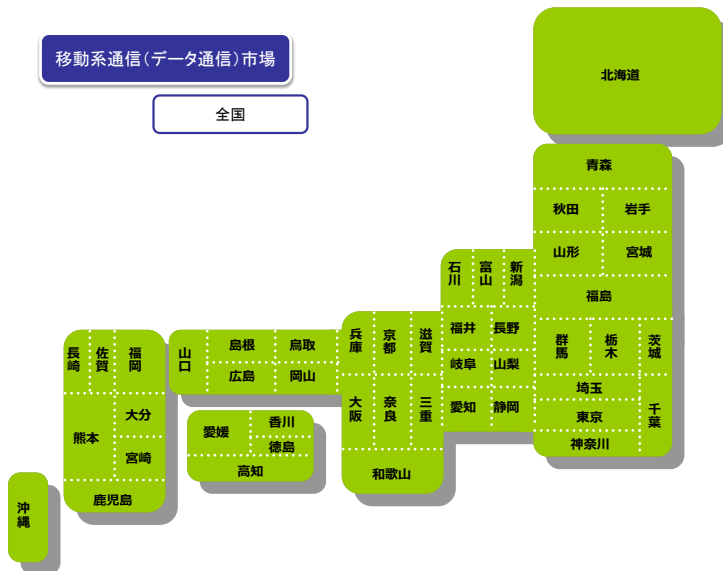 移動系通信（データ通信）市場
全国
北海道
青森
秋田
岩手
山形
宮城
福島
群馬
栃木
茨城
埼玉
東京
千葉
神奈川
石川
富山
新潟
福井
長野
岐阜
山梨
愛知
静岡
兵庫
京都
滋賀
大阪
奈良
三重
和歌山
山口
島根
鳥取
広島
岡山
愛媛
香川
徳島
高知
長崎
佐賀
福岡
熊本
大分
宮崎
鹿児島
沖縄